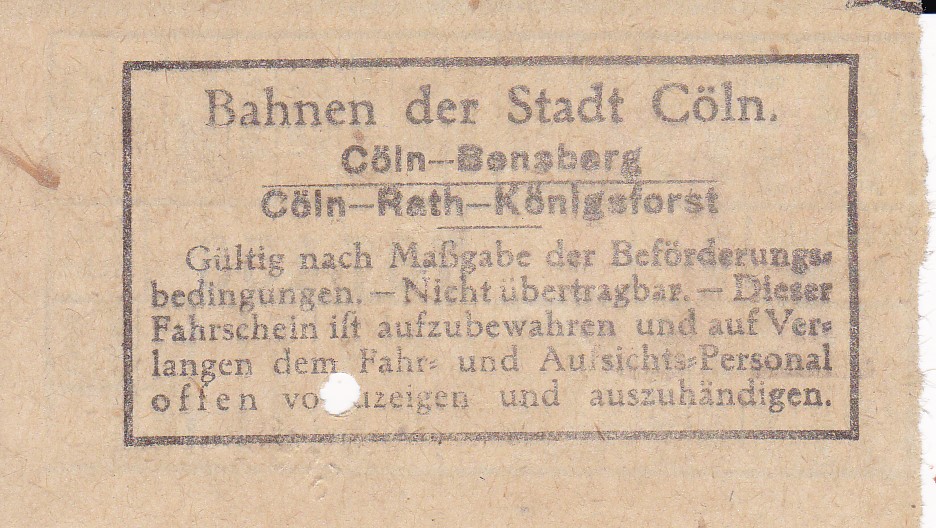 Bahnen der Stadt Cöln.
Cöln—Bensberg
Cöln—Rath—Königsforst
Gültig nach Maßgabe der Beförderungs-
bedingungen. — Nicht übertragbar. — Dieser
Fahrschein ist aufzubewahren und auf Ver-
langen dem Fahr- und Aufsichts-Personal
offen vorzuzeigen und auszuhändigen.